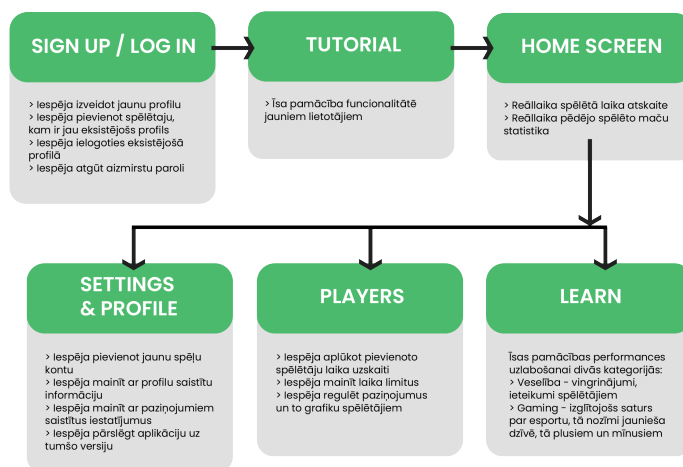 SIGN UP / LOG IN
> Iespēja izveidot jaunu profilu
> Iespēja pievienot spēlētaju,
kam ir jau eksistējošs profils
> Iespēja ielogoties eksistējošā
profilā
> Iespēja atgūt aizmirstu paroli
TUTORIAL
> Īsa pamācība funcionalitātē
jauniem lietotājiem
HOME SCREEN
> Reāllaika spēlētā laika atskaite
> Reāllaika pēdējo spēlēto maču
statistika
SETTINGS
& PROFILE
> Iespēja pievienot jaunu spēļu
kontu
> Iespēja mainīt ar profilu saistītu
informāciju
> Iespēja mainīt ar paziņojumiem
saistītus iestatījumus
> Iespēja pārslēgt aplikāciju uz
tumšo versiju
PLAYERS
> Iespēja aplūkot pievienoto
spēlētāju laika uzskaiti
> Iespēja mainīt laika limitus
> Iespēja regulēt paziņojumus
un to grafiku spēlētājiem
LEARN
Īsas pamācības performances
uzlabošanai divās kategorijās:
> Veselība - vingrinājumi,
ieteikumi spēlētājiem
> Gaming - izglītojošs saturs
par esportu, tā nozīmi jaunieša
dzīvē, tā plusiem un mīnusiem